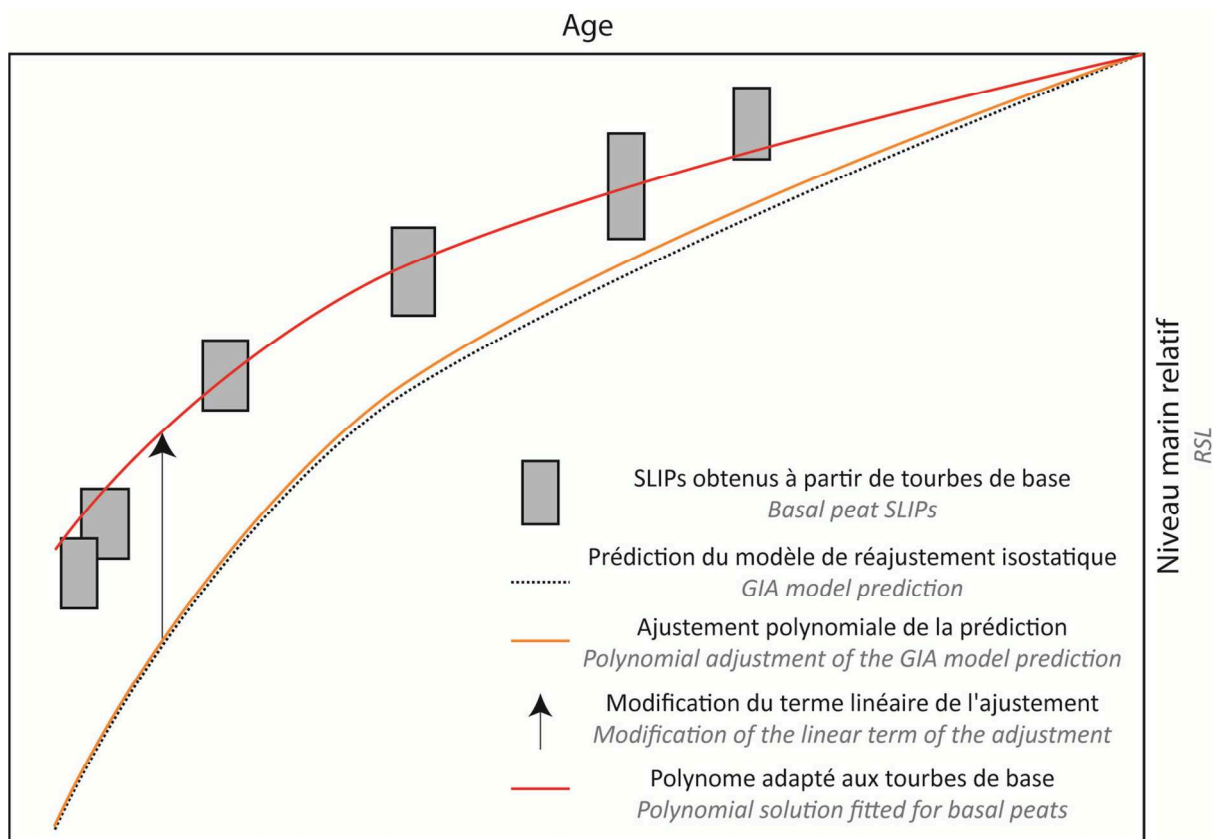 Age
Niveau marin relatif
RSL
SLIPs obtenus à partir de tourbes de base
Basal peat SLIPs
Prédiction du modèle de réajustement isostatique
GIA model prediction
Ajustement polynomiale de la prédiction
Polynomial adjustment of the GIA model prediction
Modification du terme linéaire de l'ajustement
Modification of the linear term of the adjustment
Polynome adapté aux tourbes de base
Polynomial solution fitted for basal peats